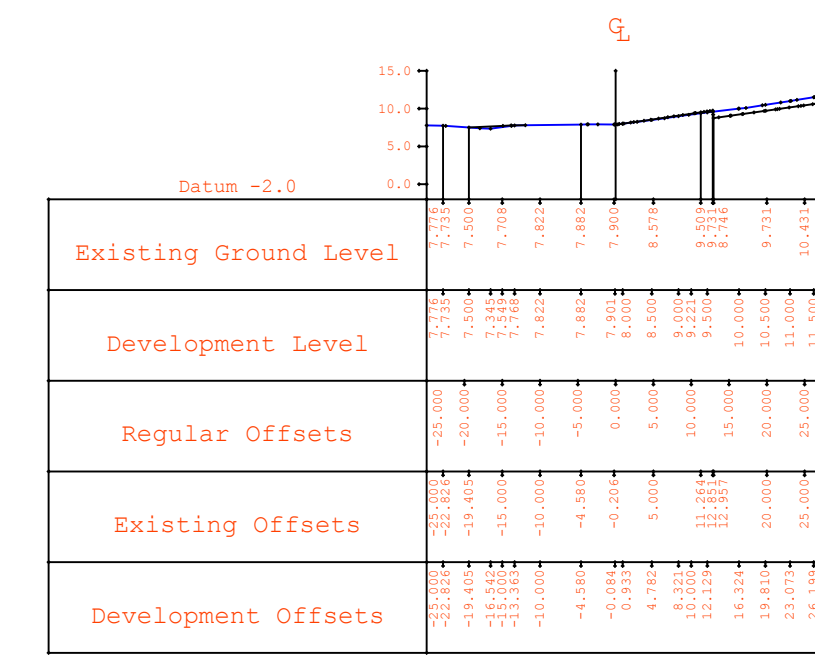 CL
15.0
10.0
5.0
0.0
Datum -2.0
Existing Ground Level
7.776 7.735 7.500 7.708 7.822 7.882 7.900 8.578 9.509 9.731 8.746 9.731 10.431
Development Level
7.776 7.735 7.500 7.345 7.549 7.768 7.822 7.882 7.901 8.000 8.500 9.000 9.221 9.500 10.000 10.500 11.000 11.500
Regular Offsets
-25.000 -20.000 -15.000 -10.000 -5.000 0.000 5.000 10.000 15.000 20.000 25.000
Existing Offsets
-25.000 -22.826 -19.405 -15.000 -10.000 -4.580 -0.206 5.000 11.264 12.851 12.957 20.000 25.000
Development Offsets
-25.000 -22.826 -19.405 -16.542 -15.000 -13.363 -10.000 -4.580 -0.084 0.933 4.782 8.321 10.000 12.129 16.324 19.810 23.073 26.199